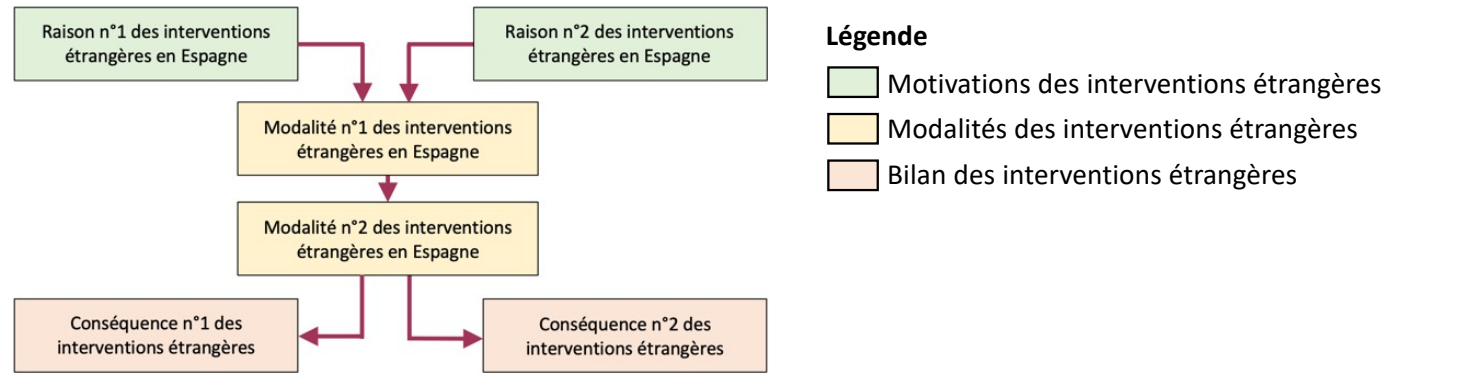 Raison n°1 des interventions
étrangères en Espagne
Raison n°2 des interventions
étrangères en Espagne
Modalité n°1 des interventions
étrangères en Espagne
Modalité n°2 des interventions
étrangères en Espagne
Conséquence n°1 des
interventions étrangères
Conséquence n°2 des
interventions étrangères
Légende
Motivations des interventions étrangères
Modalités des interventions étrangères
Bilan des interventions étrangères